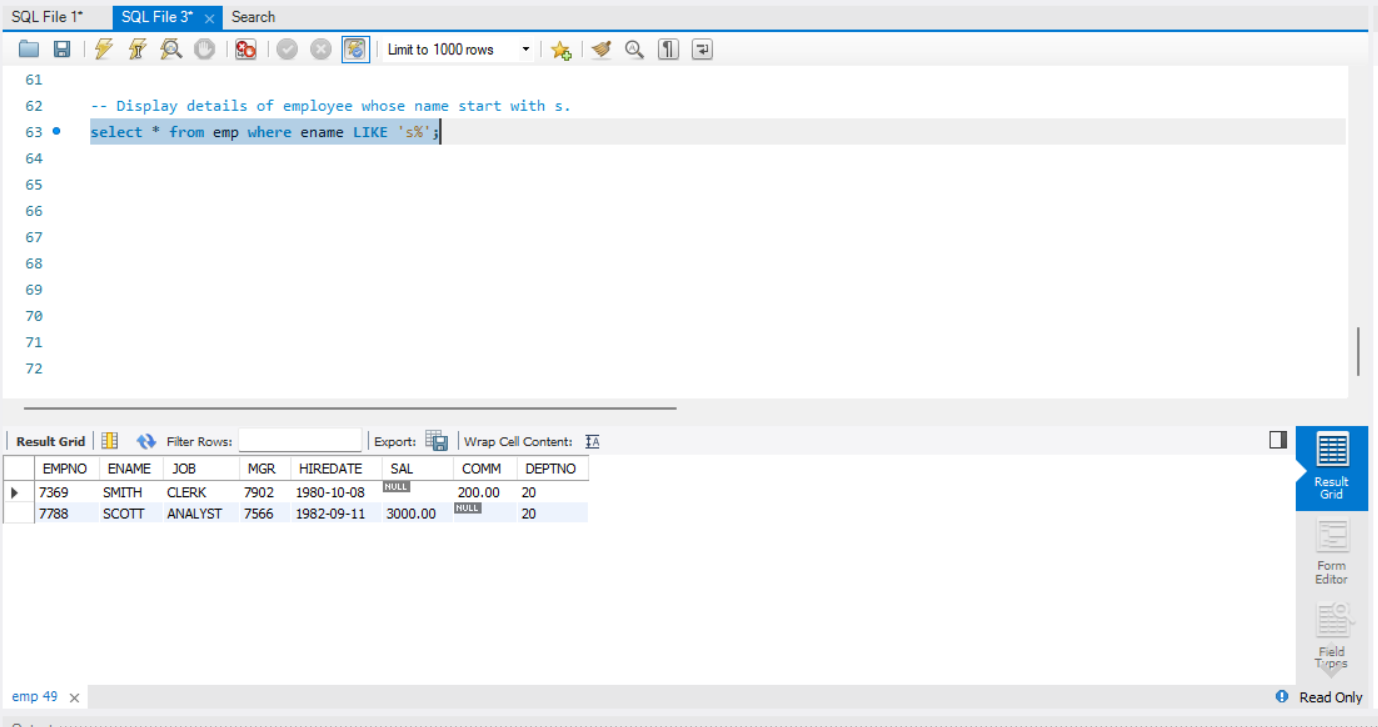 SQL File 1* SQL File 3* × Search
Limit to 1000 rows
61
62 -- Display details of employee whose name start with s.
63 select * from emp where ename LIKE 's%';
64
65
66
67
68
69
70
71
72
Result Grid Filter Rows: Export: Wrap Cell Content: IA
EMPNO ENAME JOB MGR HIREDATE SAL COMM DEPTNO
7369 SMITH CLERK 7902 1980-10-08 NULL 200.00 20
7788 SCOTT ANALYST 7566 1982-09-11 3000.00 NULL 20
Result
Grid
Form
Editor
Field
Types
emp 49 × Read Only